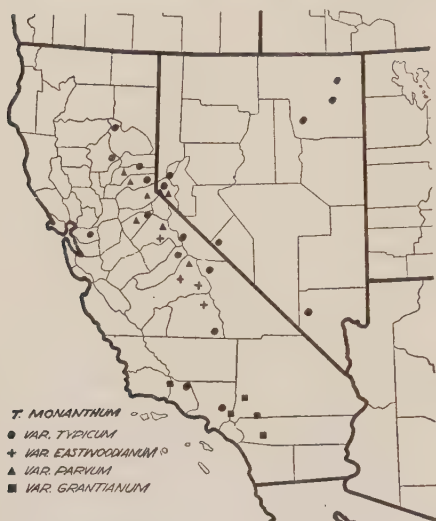 T. MONANTHUM
VAR. TYPICUM
VAR. EASTWOODIANUM
VAR. PARVUM
VAR. GRANTIANUM